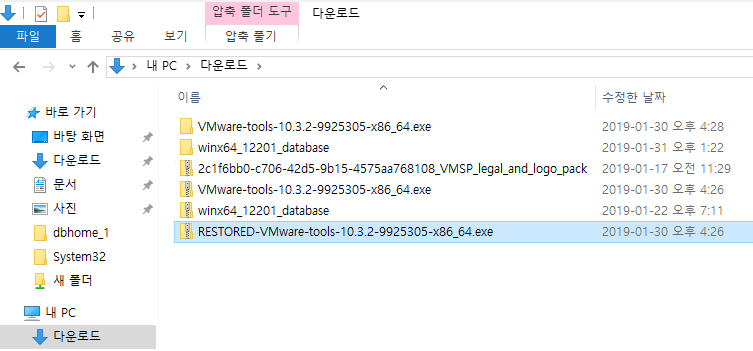 압축 폴더 도구 다운로드
파일 홈 공유 보기 압축 풀기
내 PC 다운로드
이름 수정한 날짜
바로 가기
바탕 화면
다운로드
문서
사진
dbhome_1
System32
새 폴더
내 PC
다운로드
VMware-tools-10.3.2-9925305-x86_64.exe 2019-01-30 오후 4:28
winx64_12201_database 2019-01-31 오후 1:22
2c1f6bb0-c706-42d5-9b15-4575aa768108_VMSP_legal_and_logo_pack 2019-01-17 오전 11:29
VMware-tools-10.3.2-9925305-x86_64.exe 2019-01-30 오후 4:26
winx64_12201_database 2019-01-22 오후 7:11
RESTORED-VMware-tools-10.3.2-9925305-x86_64.exe 2019-01-30 오후 4:26